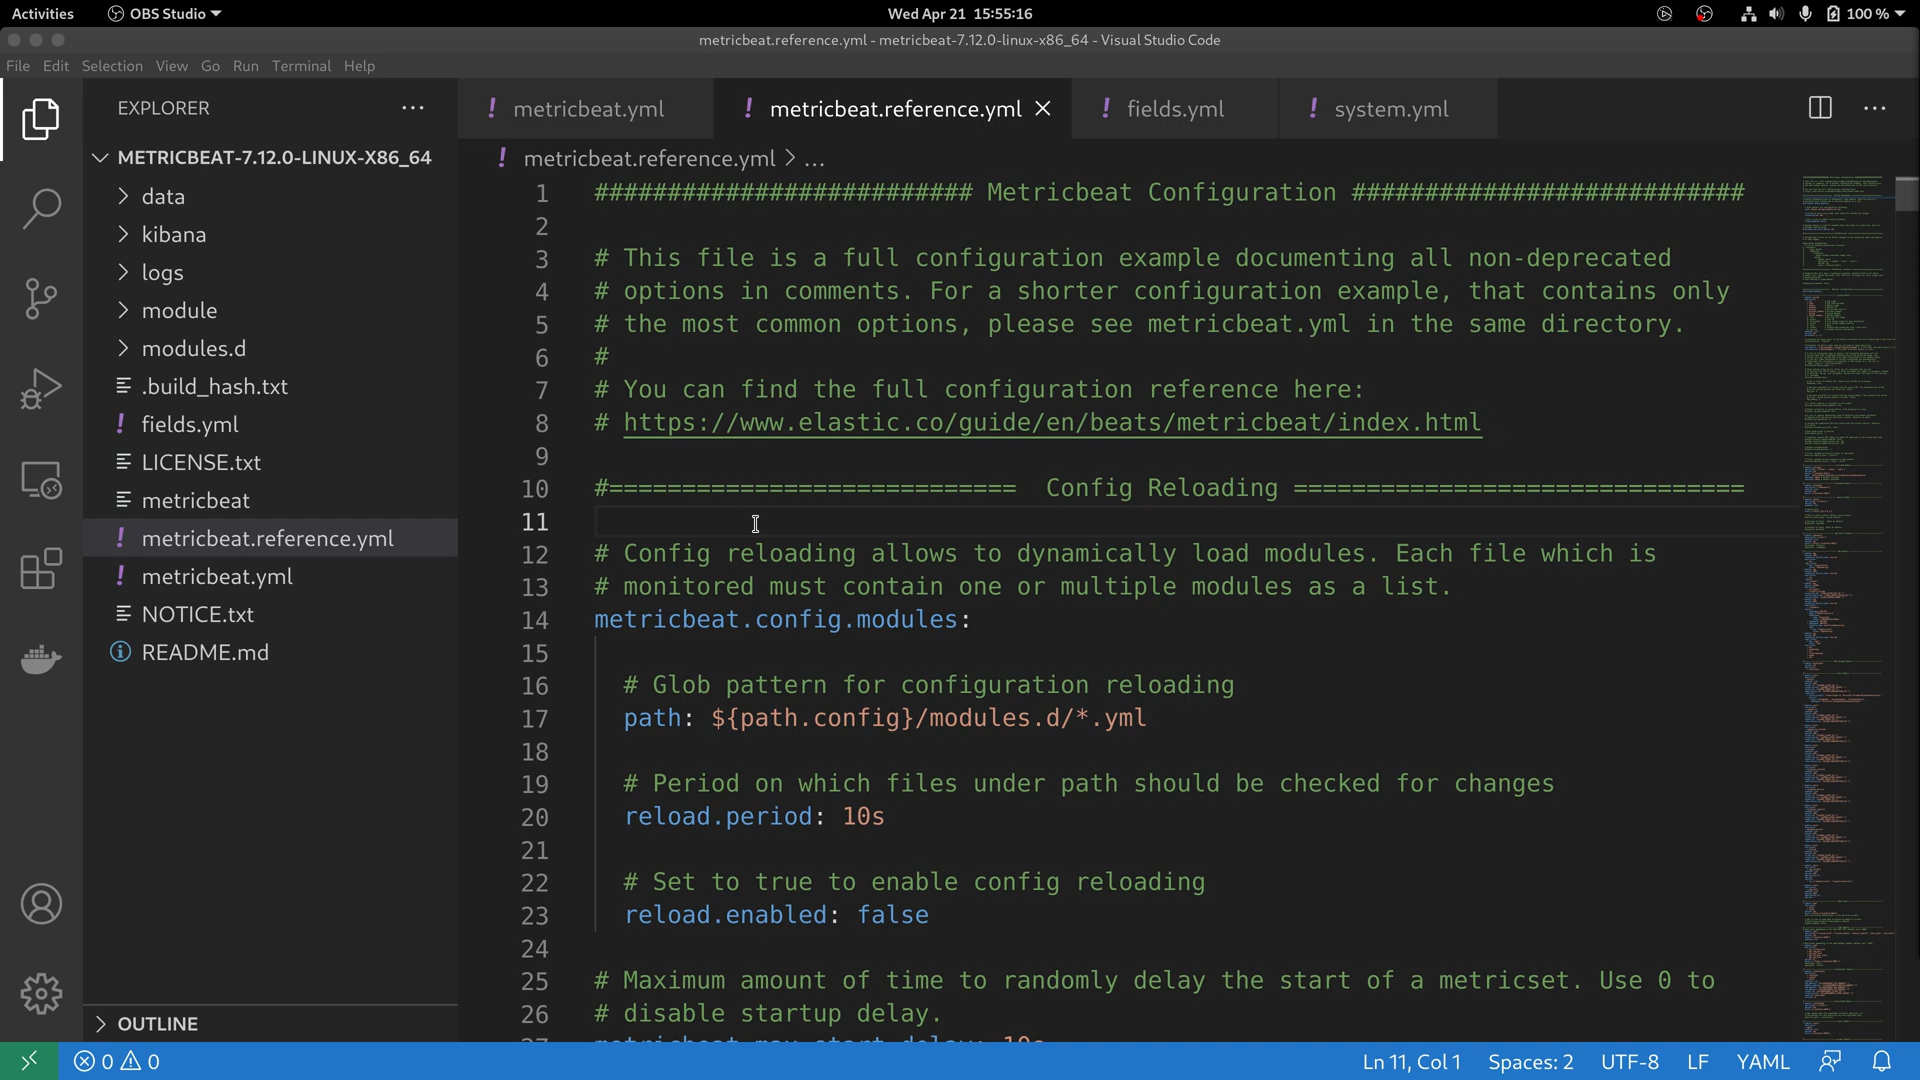 Activities OBS Studio Wed Apr 21 15:55:16 100 %
metricbeat.reference.yml - metricbeat-7.12.0-linux-x86_64 - Visual Studio Code
File Edit Selection View Go Run Terminal Help
EXPLORER ···
METRICBEAT-7.12.0-LINUX-X86_64
data
kibana
logs
module
modules.d
.build_hash.txt
! fields.yml
LICENSE.txt
metricbeat
! metricbeat.reference.yml
! metricbeat.yml
NOTICE.txt
README.md
OUTLINE
! metricbeat.yml ! metricbeat.reference.yml ! fields.yml ! system.yml ···
! metricbeat.reference.yml > ...
1 ########################## Metricbeat Configuration ###########################
2
3 # This file is a full configuration example documenting all non-deprecated
4 # options in comments. For a shorter configuration example, that contains only
5 # the most common options, please see metricbeat.yml in the same directory.
6 #
7 # You can find the full configuration reference here:
8 # https://www.elastic.co/guide/en/beats/metricbeat/index.html
9
10 #============================  Config Reloading ===============================
11
12 # Config reloading allows to dynamically load modules. Each file which is
13 # monitored must contain one or multiple modules as a list.
14 metricbeat.config.modules:
15
16 # Glob pattern for configuration reloading
17 path: ${path.config}/modules.d/*.yml
18
19 # Period on which files under path should be checked for changes
20 reload.period: 10s
21
22 # Set to true to enable config reloading
23 reload.enabled: false
24
25 # Maximum amount of time to randomly delay the start of a metricset. Use 0 to
26 # disable startup delay.
27 metricbeat.max_start_delay: 10s
0 0 Ln 11, Col 1 Spaces: 2 UTF-8 LF YAML